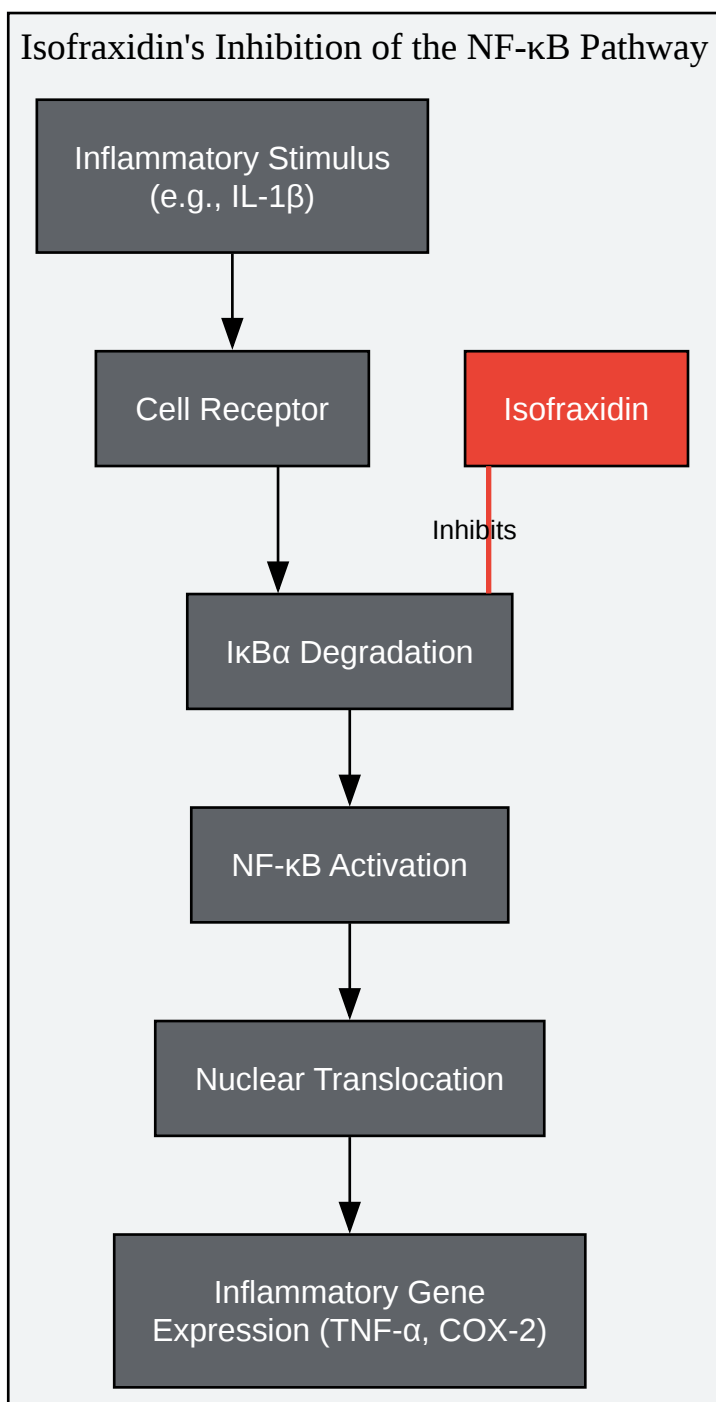 Isofraxidin's Inhibition of the NF-κB Pathway
Inflammatory Stimulus
(e.g., IL-1β)
Cell Receptor
Isofraxidin
Inhibits
IκBα Degradation
NF-κB Activation
Nuclear Translocation
Inflammatory Gene
Expression (TNF-α, COX-2)